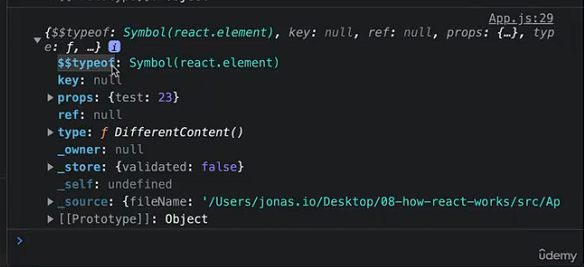 App.js:29
{$$typeof: Symbol(react.element), key: null, ref: null, props: {…}, typ
e: ƒ, …} i
$$typeof: Symbol(react.element)
key: null
props: {test: 23}
ref: null
type: ƒ DifferentContent()
_owner: null
_store: {validated: false}
_self: undefined
_source: {fileName: '/Users/jonas.io/Desktop/08-how-react-works/src/Ap
[[Prototype]]: Object
>
udemy